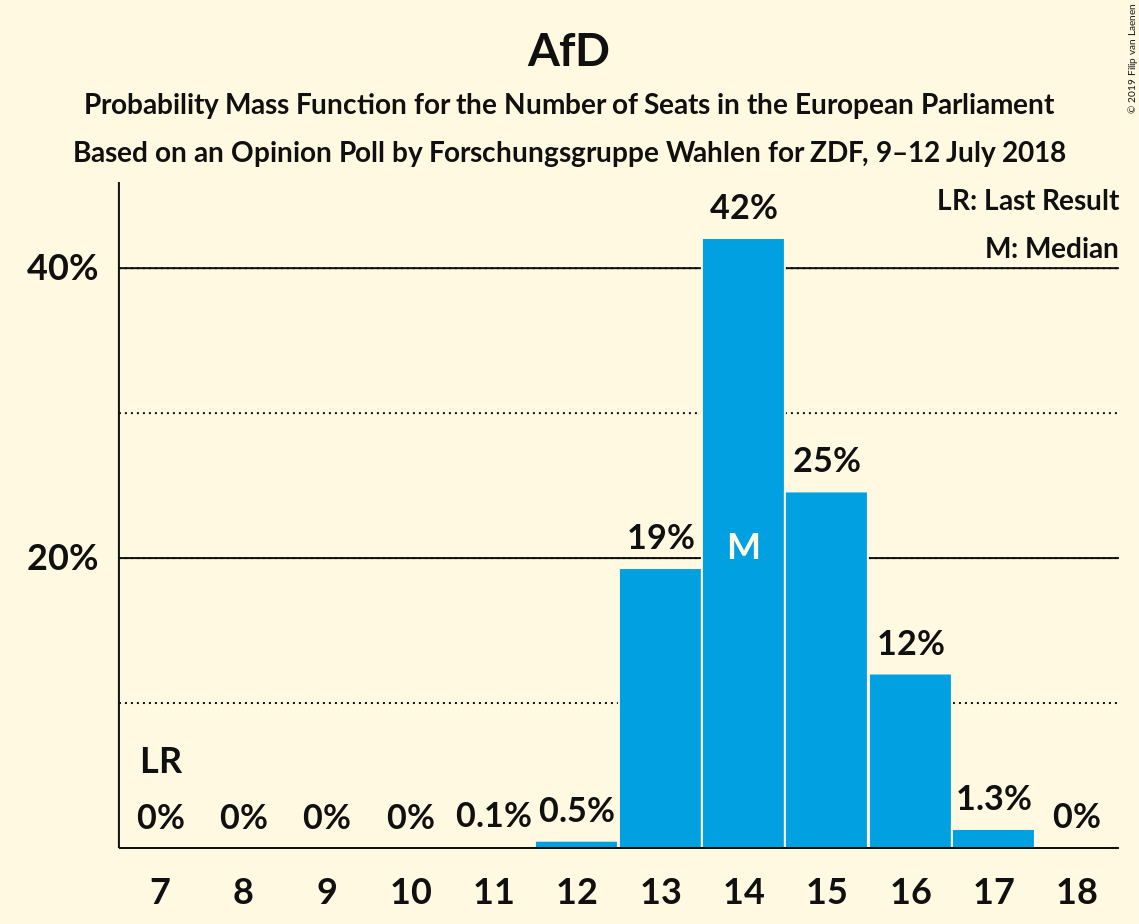 AfD
Probability Mass Function for the Number of Seats in the European Parliament
Based on an Opinion Poll by Forschungsgruppe Wahlen for ZDF, 9–12 July 2018
© 2019 Filip van Laenen
LR: Last Result
M: Median
40%
20%
42%
25%
19%
M
12%
LR
0% 0% 0% 0% 0.1% 0.5% 1.3% 0%
7 8 9 10 11 12 13 14 15 16 17 18